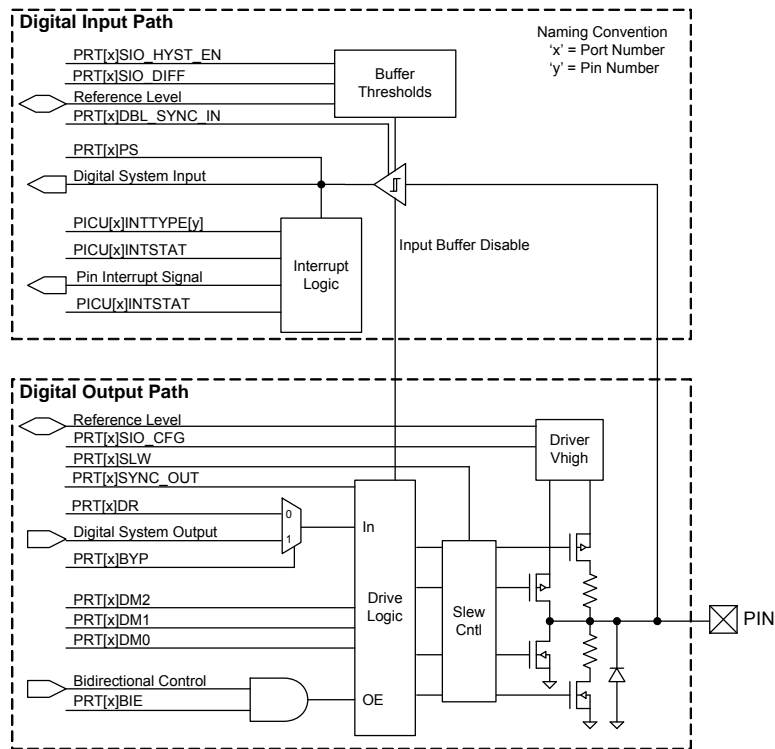 Digital Input Path
Naming Convention
'x' = Port Number
'y' = Pin Number
PRT[x]SIO_HYST_EN
PRT[x]SIO_DIFF
Reference Level
PRT[x]DBL_SYNC_IN
Buffer
Thresholds
PRT[x]PS
Digital System Input
PICU[x]INTTYPE[y]
PICU[x]INTSTAT
Pin Interrupt Signal
PICU[x]INTSTAT
Interrupt
Logic
Input Buffer Disable
Digital Output Path
Reference Level
PRT[x]SIO_CFG
PRT[x]SLW
PRT[x]SYNC_OUT
Driver
Vhigh
PRT[x]DR
Digital System Output
PRT[x]BYP
0
1
In
Drive
Logic
OE
Slew
Cntl
PRT[x]DM2
PRT[x]DM1
PRT[x]DM0
Bidirectional Control
PRT[x]BIE
PIN